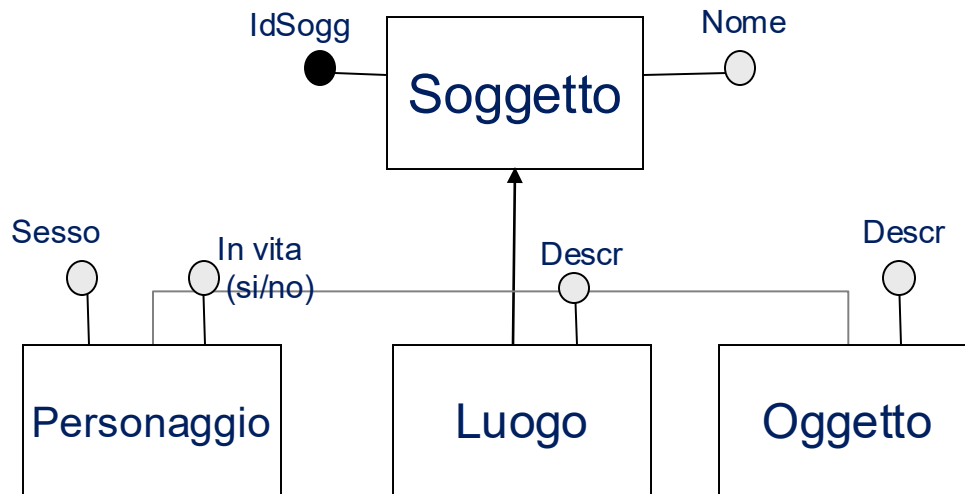 IdSogg
Nome
Soggetto
Sesso
In vita
(si/no)
Descr
Descr
Personaggio
Luogo
Oggetto